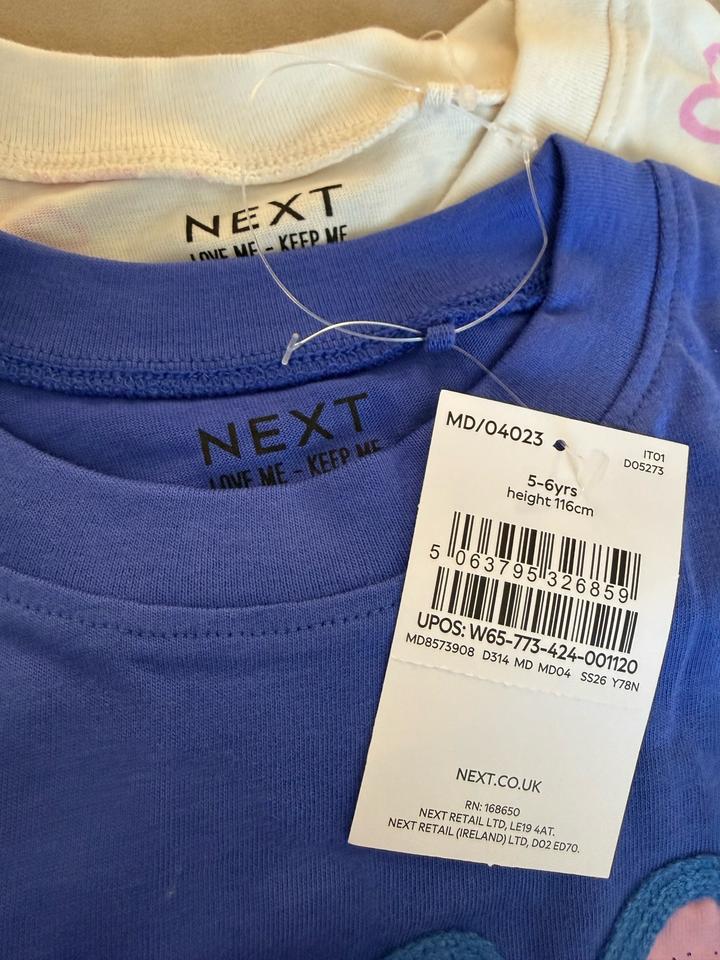 NEXT
LOVE ME - KEEP ME
NEXT
LOVE ME - KEEP ME
MD/04023
IT01
D05273
5-6yrs
height 116cm
5 063795 326859
UPOS: W65-773-424-001120
MD8573908 D314 MD MD04 SS26 Y78N
NEXT.CO.UK
RN: 168650
NEXT RETAIL LTD, LE19 4AT.
NEXT RETAIL (IRELAND) LTD, D02 ED70.